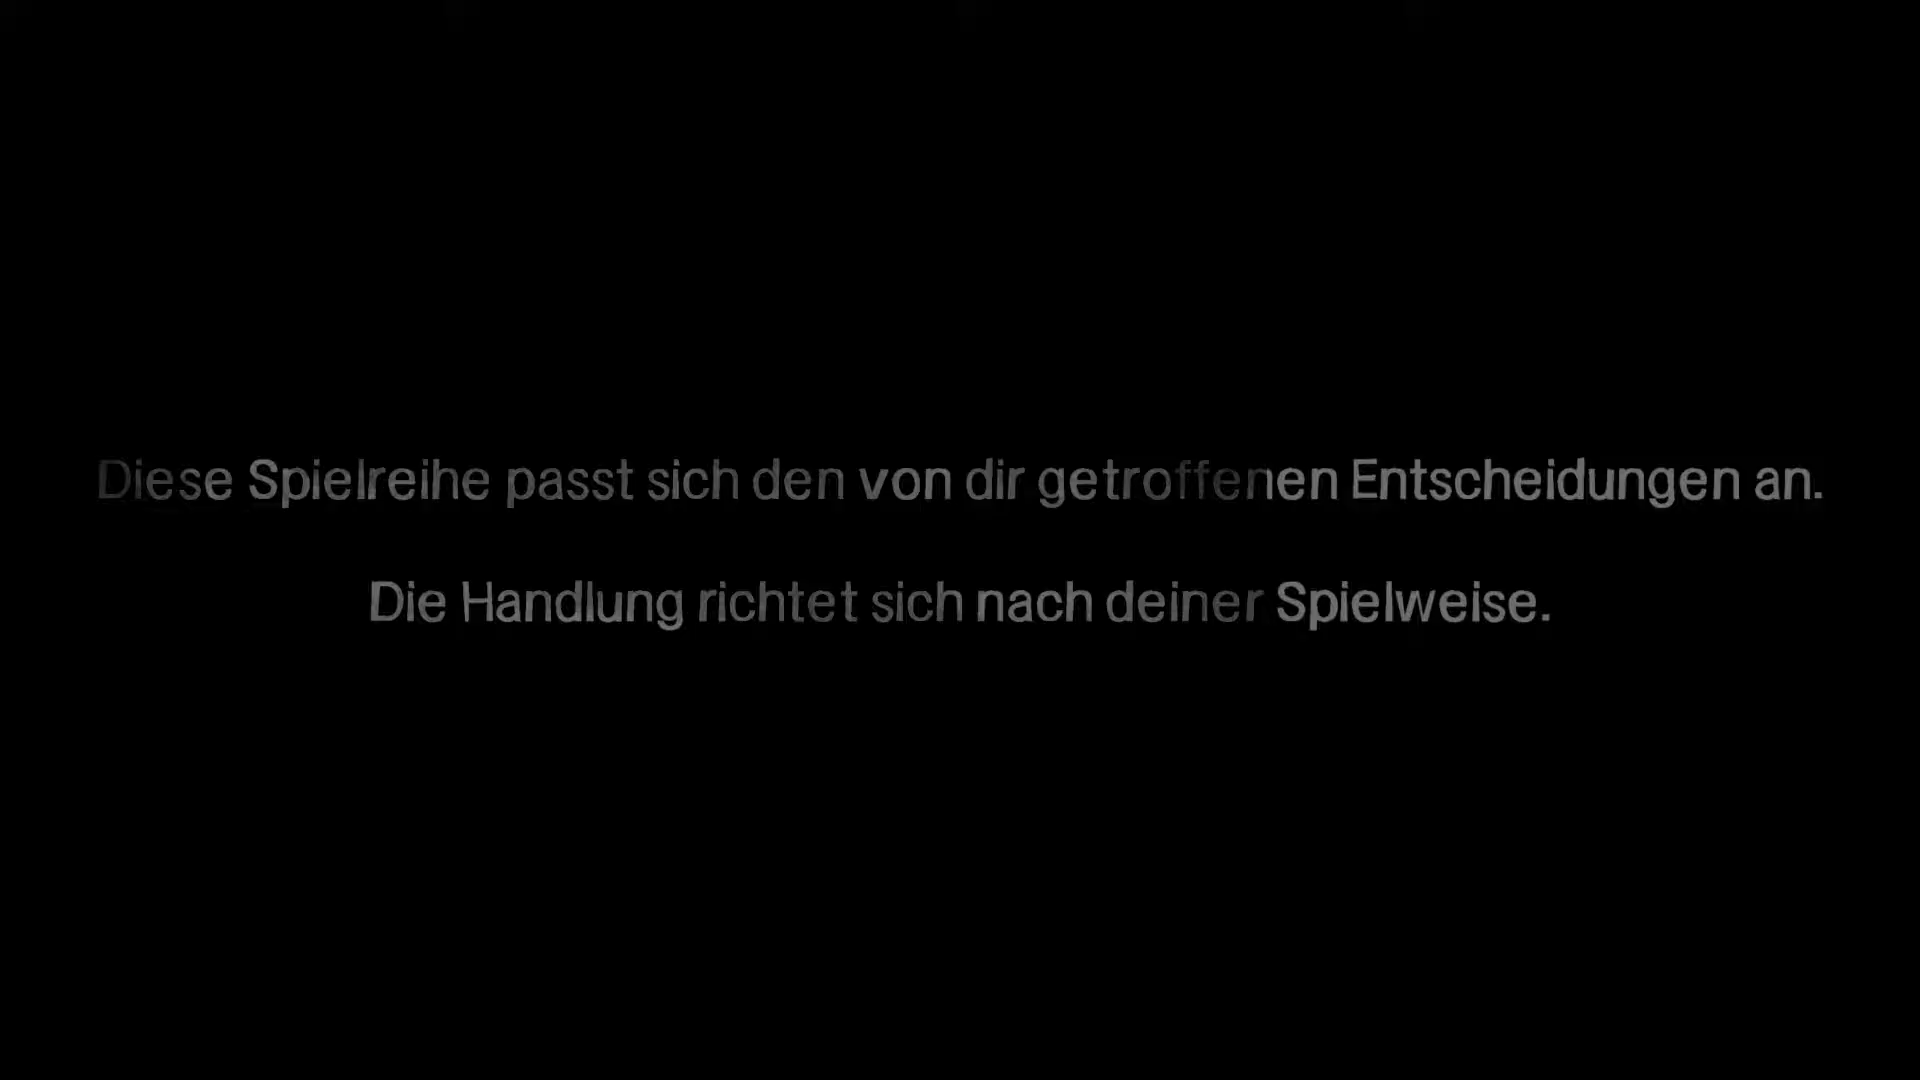 Diese Spielreihe passt sich den von dir getroffenen Entscheidungen an.
Die Handlung richtet sich nach deiner Spielweise.